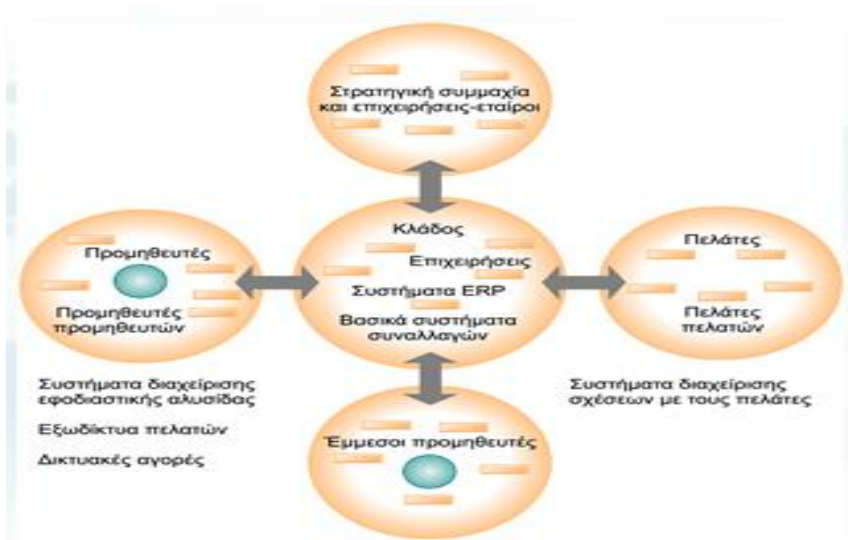 Στρατηγική συμμαχία
και επιχειρήσεις-εταίροι
Κλάδος
Επιχειρήσεις
Συστήματα ERP
Βασικά συστήματα
συναλλαγών
Προμηθευτές
Προμηθευτές
προμηθευτών
Πελάτες
Πελάτες
πελατών
Συστήματα διαχείρισης
εφοδιαστικής αλυσίδας
Εξωδίκτυα πελατών
Δικτυακές αγορές
Συστήματα διαχείρισης
σχέσεων με τους πελάτες
Έμμεσοι προμηθευτές